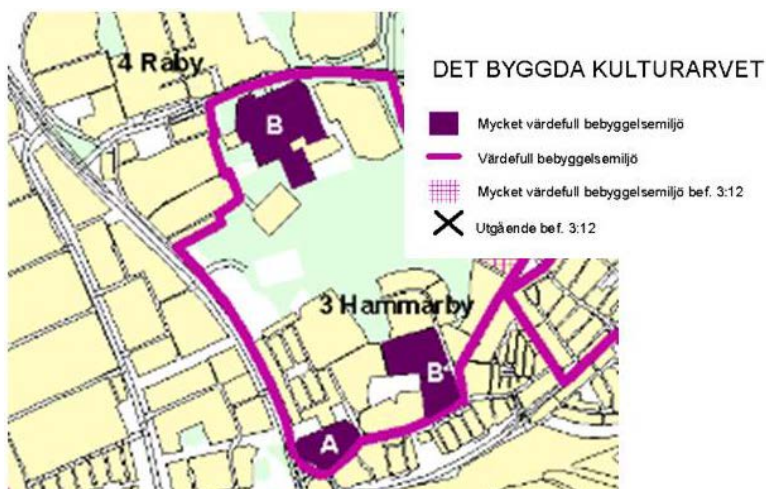 4 Råby
DET BYGGDA KULTURARVET
B
Mycket värdefull bebyggelsemiljö
Värdefull bebyggelsemiljö
Mycket värdefull bebyggelsemiljö bef. 3:12
Utgående bef. 3:12
3 Hammarby
B
A